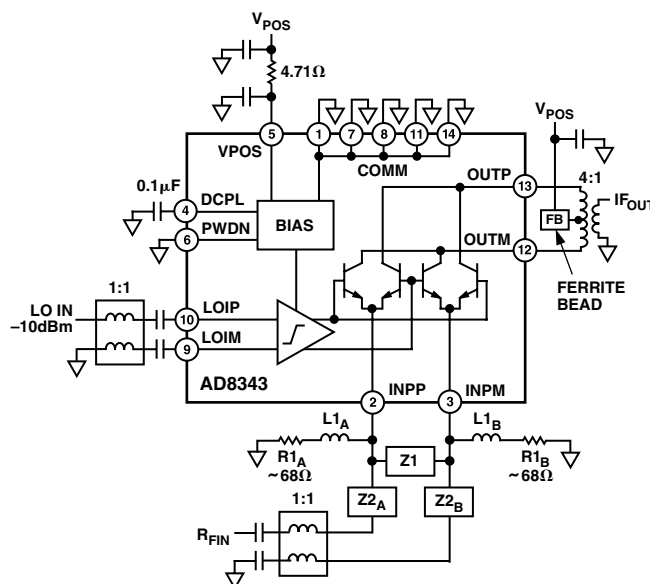 VPOS
4.71Ω
VPOS
5
1
7
8
11
14
VPOS
COMM
4:1
OUTP
13
0.1µF
4
DCPL
BIAS
FB
IFOUT
6
PWDN
OUTM
12
FERRITE
BEAD
1:1
LO IN
–10dBm
10
LOIP
9
LOIM
AD8343
INPP
INPM
2
3
L1A
L1B
R1A
~68Ω
Z1
R1B
~68Ω
1:1
Z2A
Z2B
RFIN